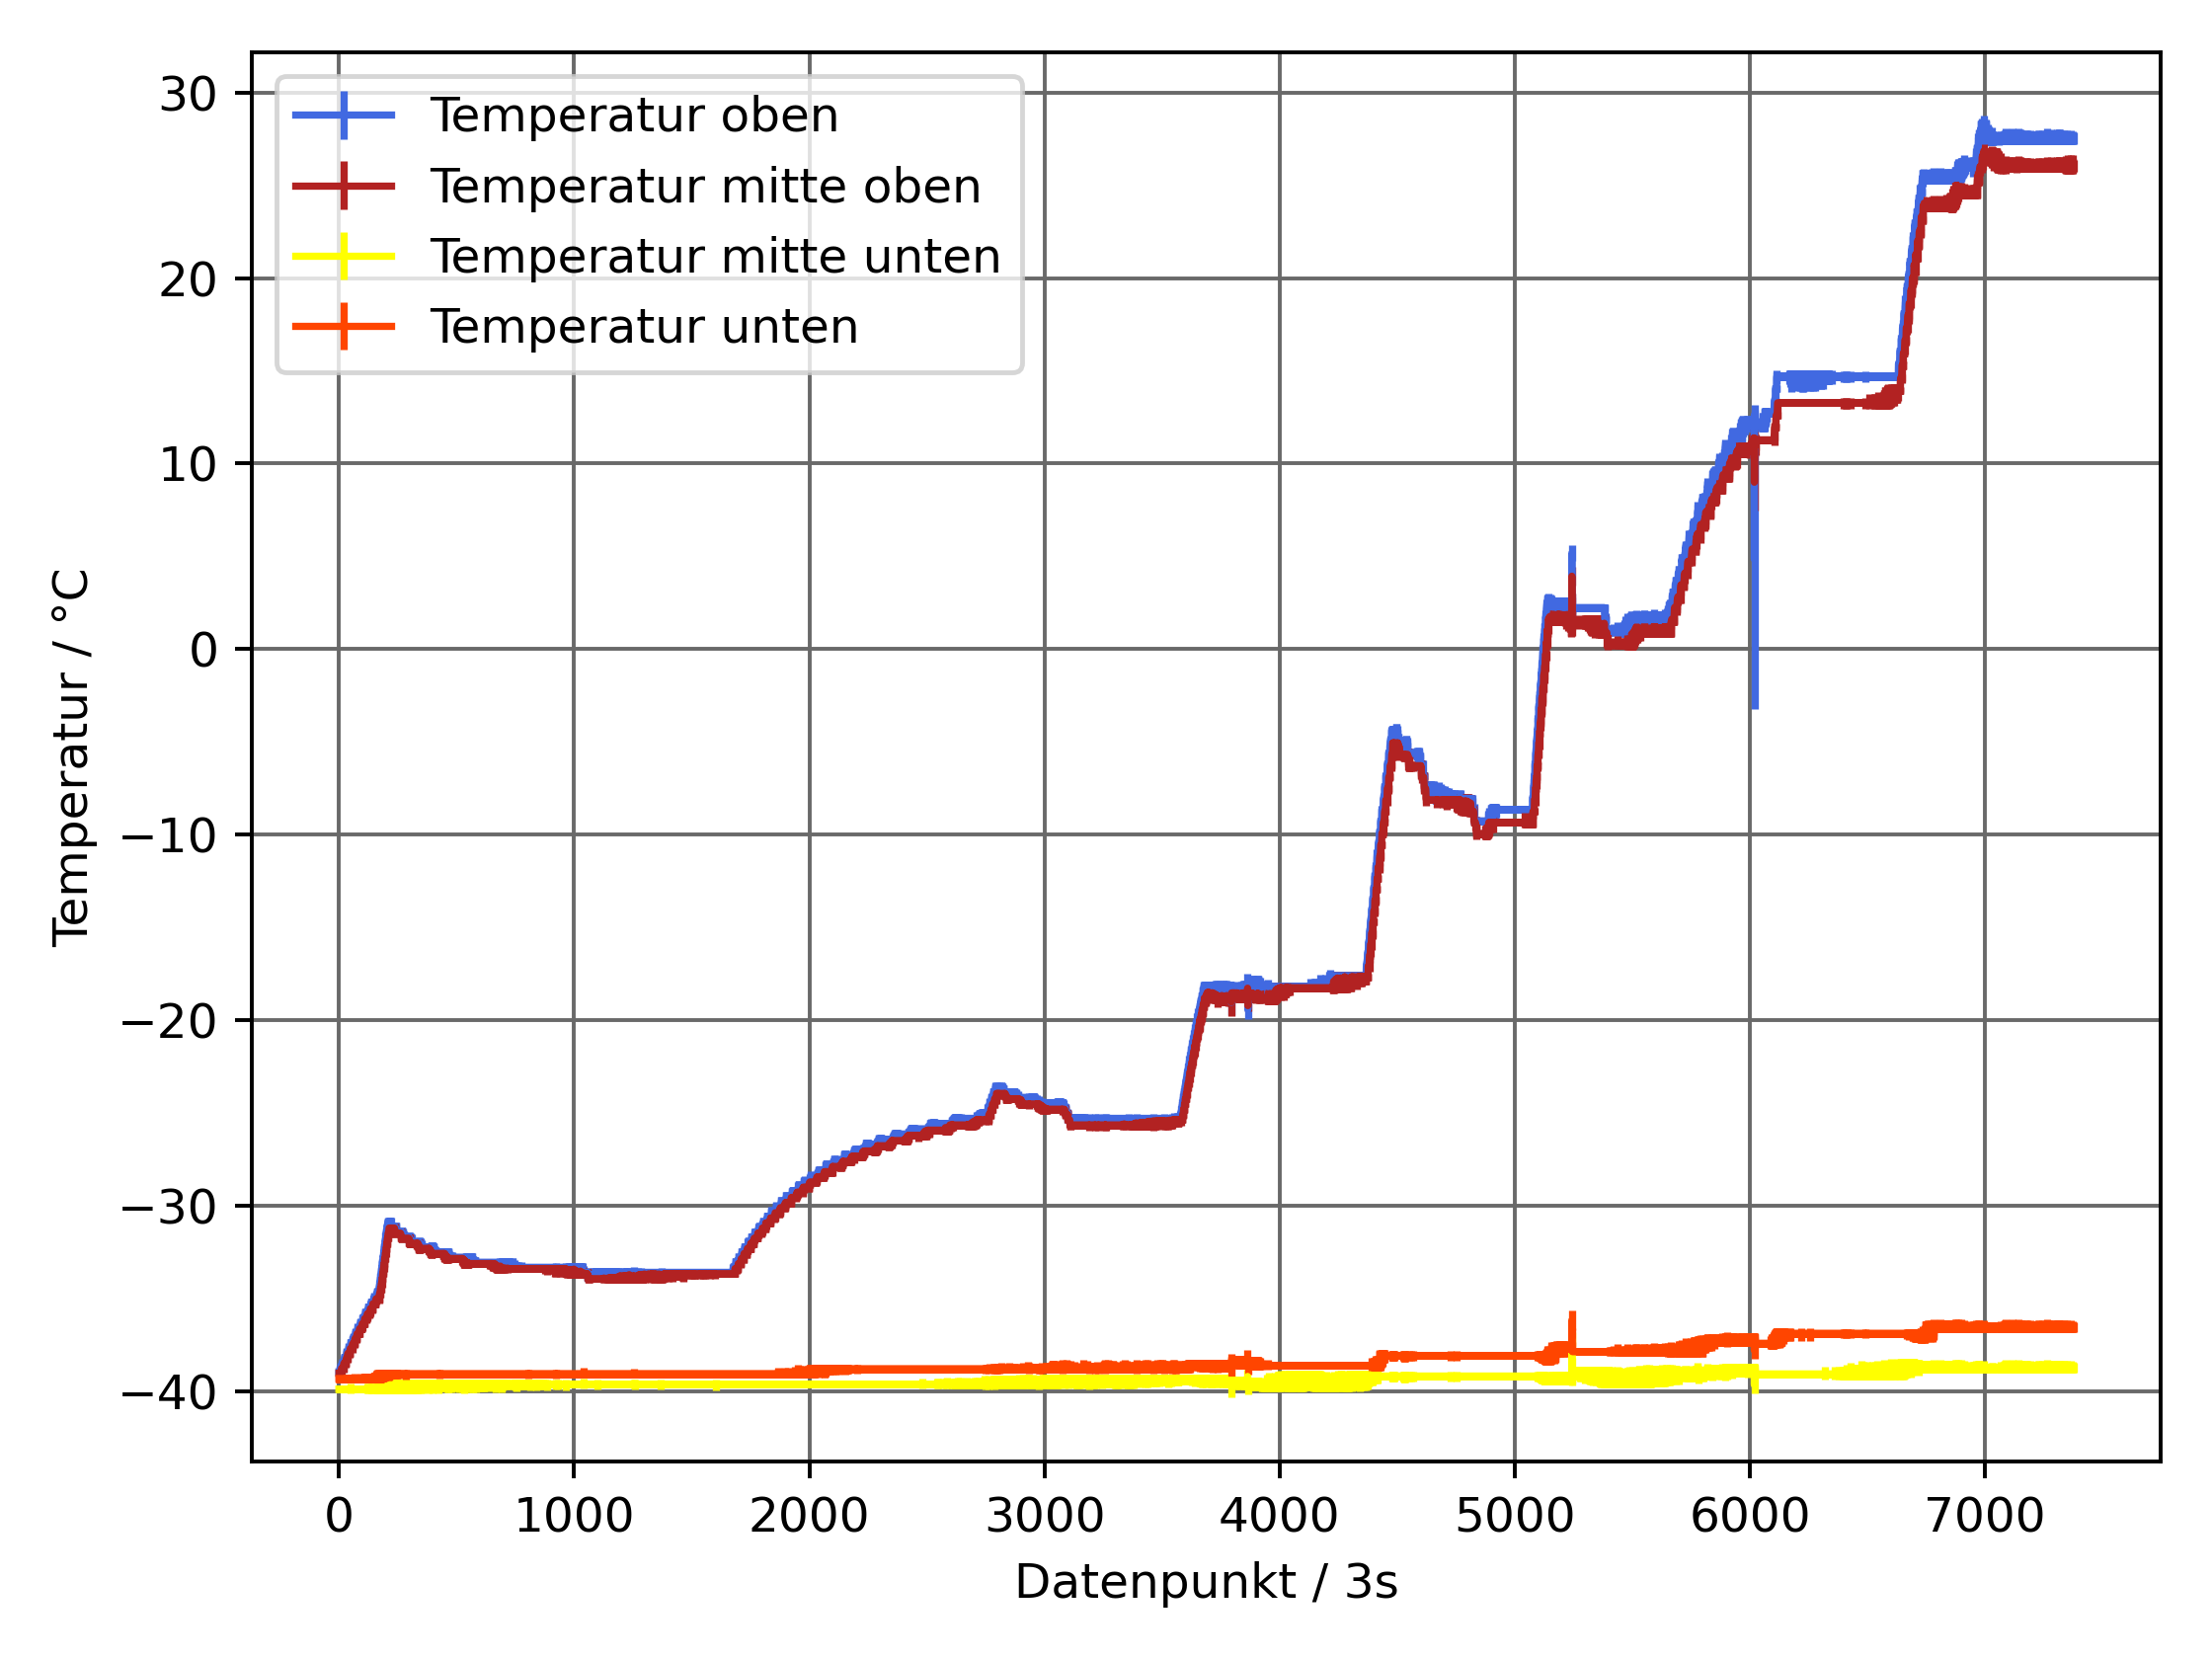 Temperatur oben
Temperatur mitte oben
Temperatur mitte unten
Temperatur unten
30
20
10
0
−10
−20
−30
−40
Temperatur / °C
0 1000 2000 3000 4000 5000 6000 7000
Datenpunkt / 3s